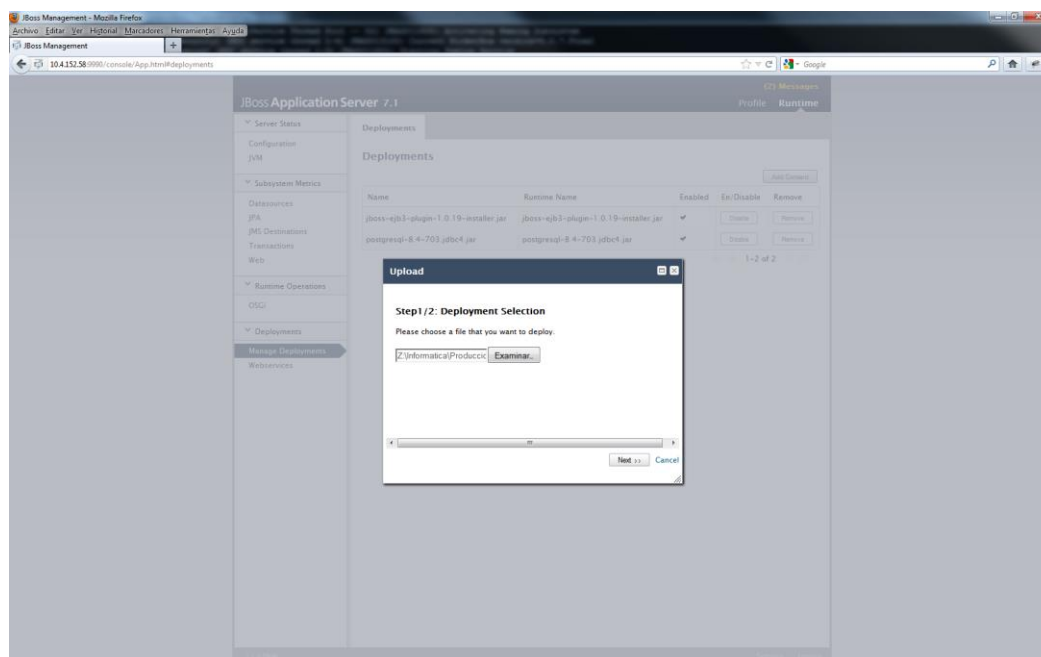 JBoss Management - Mozilla Firefox
Archivo Editar Ver Historial Marcadores Herramientas Ayuda
JBoss Management +
10.4.152.58:9990/console/App.html#deployments
Google
(2) Messages
JBoss Application Server 7.1
Profile Runtime
Server Status
Configuration
JVM
Subsystem Metrics
Datasources
JPA
JMS Destinations
Transactions
Web
Runtime Operations
OSGi
Deployments
Manage Deployments
Webservices
Deployments
Deployments
Add Content
Name Runtime Name Enabled En/Disable Remove
jboss-ejb3-plugin-1.0.19-installer.jar jboss-ejb3-plugin-1.0.19-installer.jar Disable Remove
postgresql-8.4-703.jdbc4.jar postgresql-8.4-703.jdbc4.jar Disable Remove
1-2 of 2
Upload
Step1/2: Deployment Selection
Please choose a file that you want to deploy.
Z:\Informatica\Produccic Examinar..
Next >> Cancel